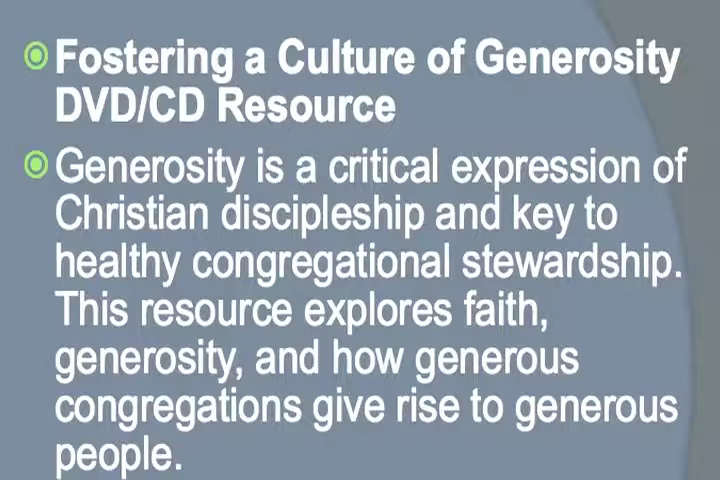 Fostering a Culture of Generosity
DVD/CD Resource
Generosity is a critical expression of
Christian discipleship and key to
healthy congregational stewardship.
This resource explores faith,
generosity, and how generous
congregations give rise to generous
people.